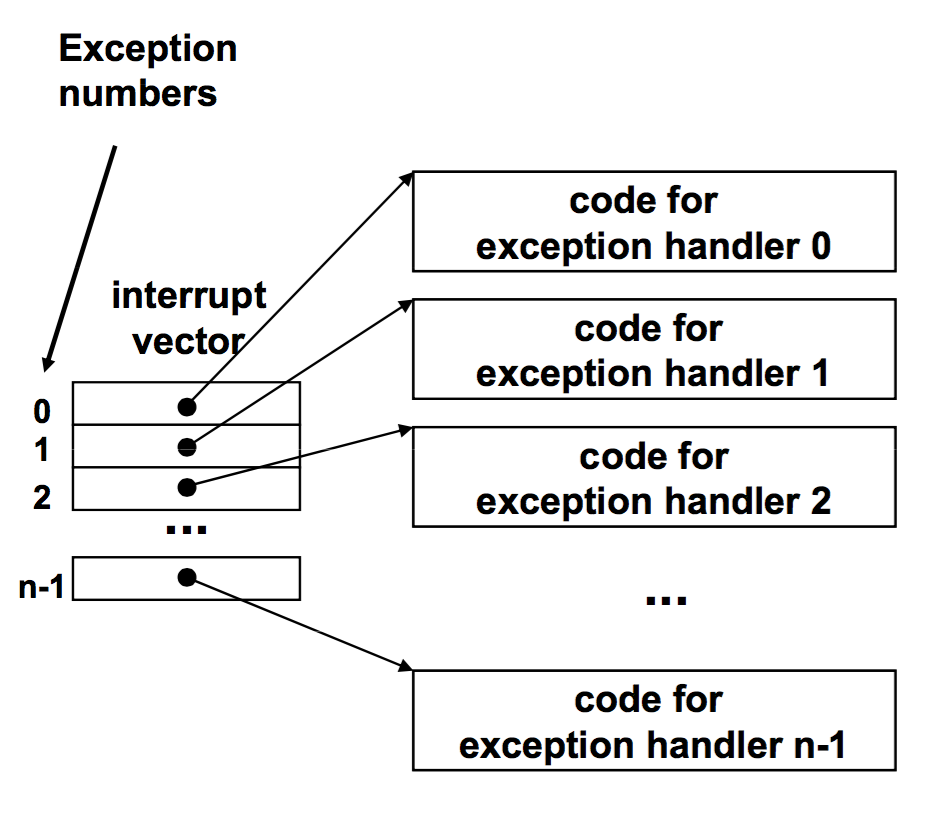 Exception
numbers
interrupt
vector
0
1
2
...
n-1
code for
exception handler 0
code for
exception handler 1
code for
exception handler 2
...
code for
exception handler n-1